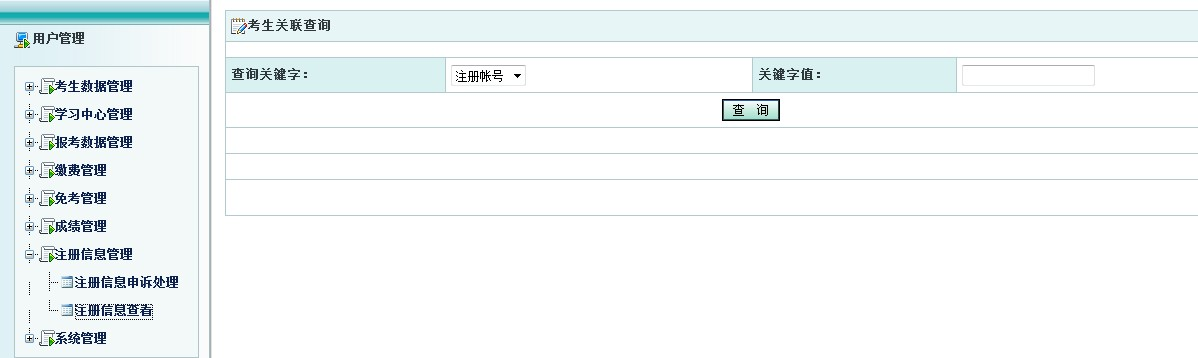 用户管理
考生数据管理
学习中心管理
报考数据管理
缴费管理
免考管理
成绩管理
注册信息管理
注册信息申诉处理
注册信息查看
系统管理
考生关联查询
查询关键字： 注册帐号 关键字值：
查 询